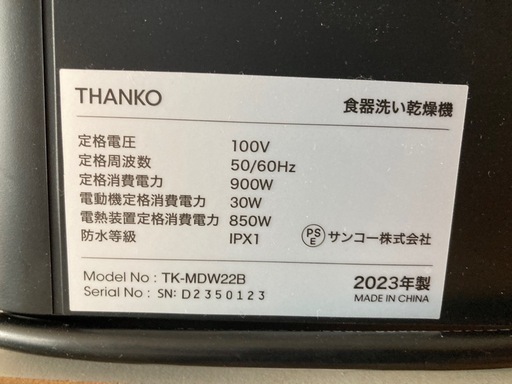 THANKO 食器洗い乾燥機
定格電圧 100V
定格周波数 50/60Hz
定格消費電力 900W
電動機定格消費電力 30W
電熱装置定格消費電力 850W
防水等級 IPX1
PSE サンコー株式会社
Model No : TK-MDW22B
2023年製
Serial No : SN: D2350123
MADE IN CHINA